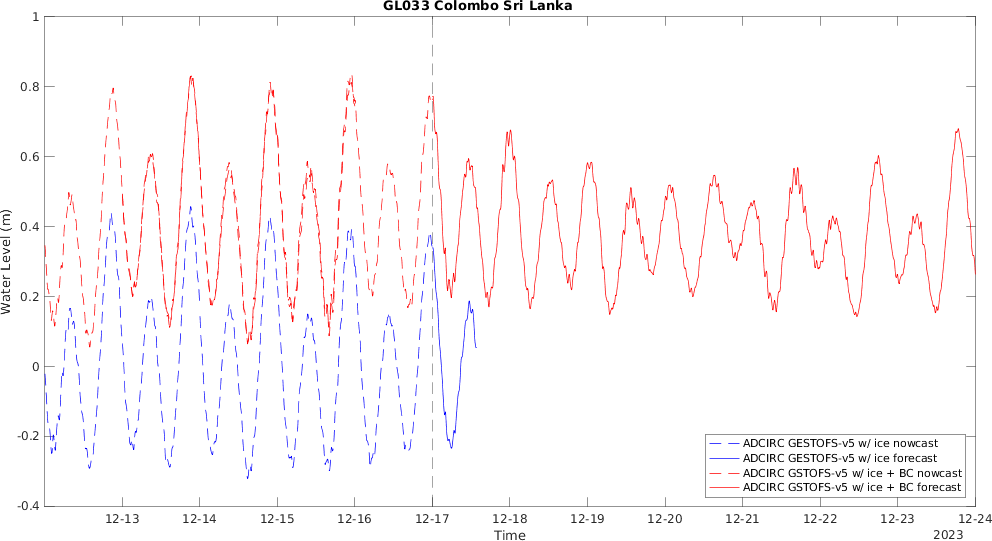 GL033 Colombo Sri Lanka
1
0.8
0.6
0.4
0.2
0
-0.2
-0.4
Water Level (m)
ADCIRC GESTOFS-v5 w/ ice nowcast
ADCIRC GESTOFS-v5 w/ ice forecast
ADCIRC GSTOFS-v5 w/ ice + BC nowcast
ADCIRC GSTOFS-v5 w/ ice + BC forecast
12-13 12-14 12-15 12-16 12-17 12-18 12-19 12-20 12-21 12-22 12-23 12-24
Time
2023